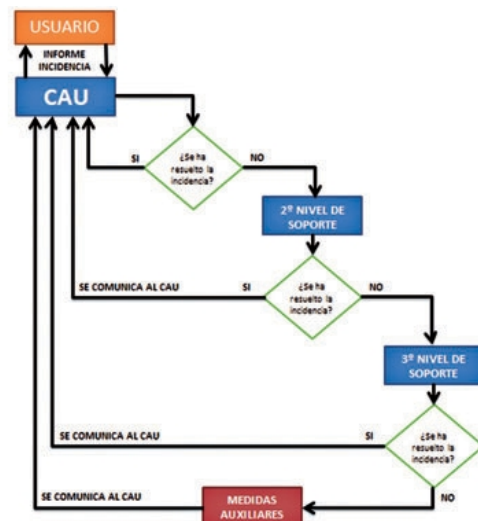 USUARIO
INFORME
INCIDENCIA
CAU
¿Se ha
resuelto la
incidencia?
SI
NO
2º NIVEL DE
SOPORTE
¿Se ha
resuelto la
incidencia?
SE COMUNICA AL CAU
SI
NO
3º NIVEL DE
SOPORTE
¿Se ha
resuelto la
incidencia?
SE COMUNICA AL CAU
SI
NO
SE COMUNICA AL CAU
MEDIDAS
AUXILIARES